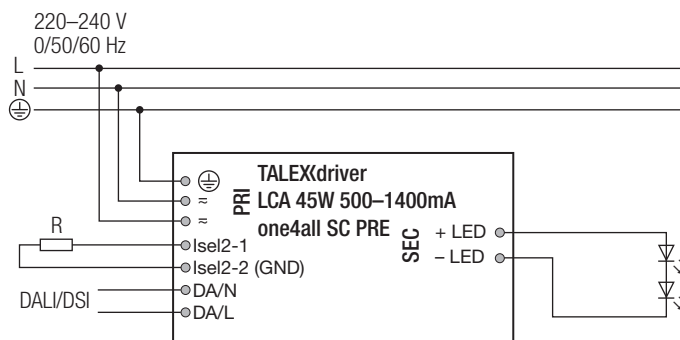 220–240 V
0/50/60 Hz
L
N
PRI
TALEXXdriver
LCA 45W 500–1400mA
one4all SC PRE
≂
≂
R
Isel2-1
Isel2-2 (GND)
SEC
+ LED
– LED
DALI/DSI
DA/N
DA/L